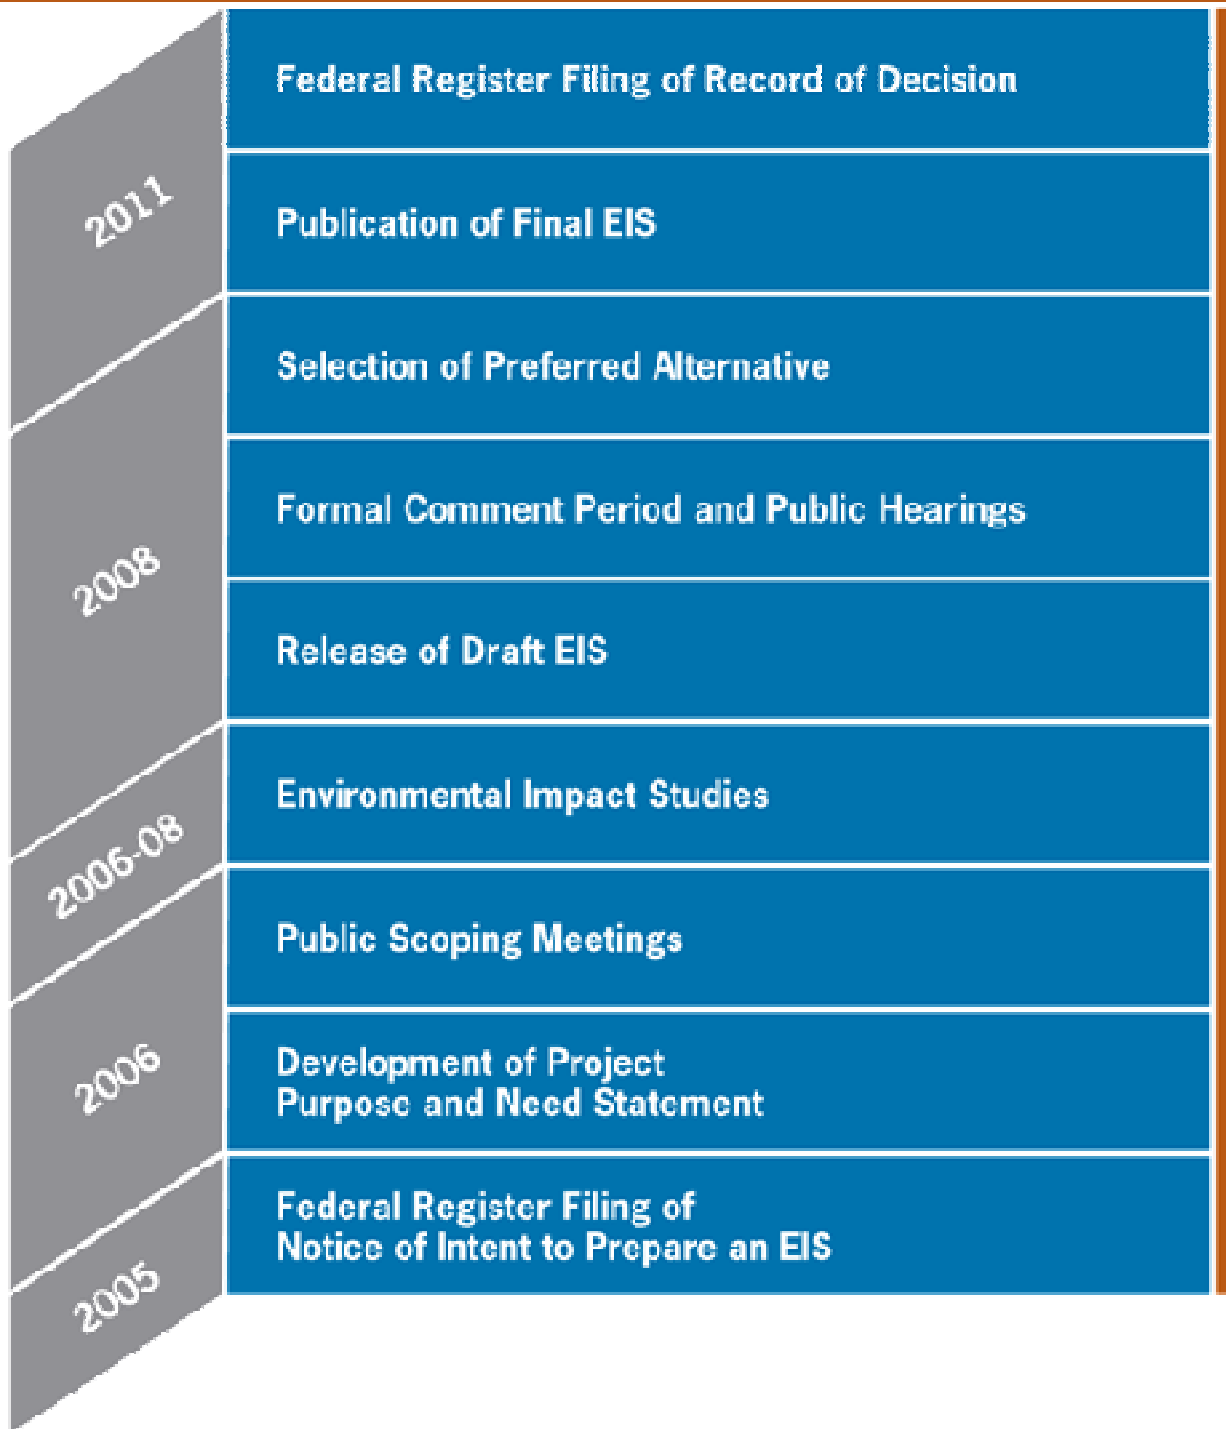 Federal Register Filing of Record of Decision
2011
Publication of Final EIS
Selection of Preferred Alternative
2008
Formal Comment Period and Public Hearings
Release of Draft EIS
2006-08
Environmental Impact Studies
Public Scoping Meetings
2006
Development of Project
Purpose and Need Statement
2005
Federal Register Filing of
Notice of Intent to Prepare an EIS